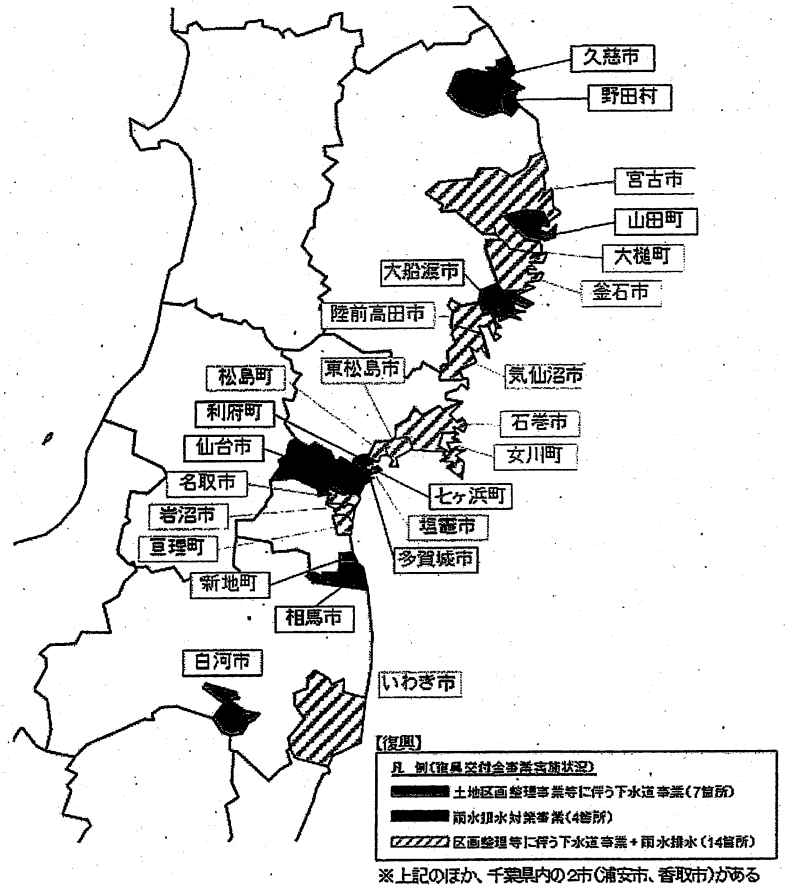 久慈市
野田村
宮古市
山田町
大槌町
大船渡市
釜石市
陸前高田市
東松島市
気仙沼市
松島町
利府町
石巻市
仙台市
女川町
名取市
七ヶ浜町
岩沼市
塩竈市
亘理町
多賀城市
新地町
相馬市
白河市
いわき市
【復興】
凡 例(復興交付金事業実施状況)
土地区画整理事業等に伴う下水道事業(7箇所)
雨水排水対策事業(4箇所)
区画整理等に伴う下水道事業+雨水排水(14箇所)
※上記のほか、千葉県内の2市(浦安市、香取市)がある